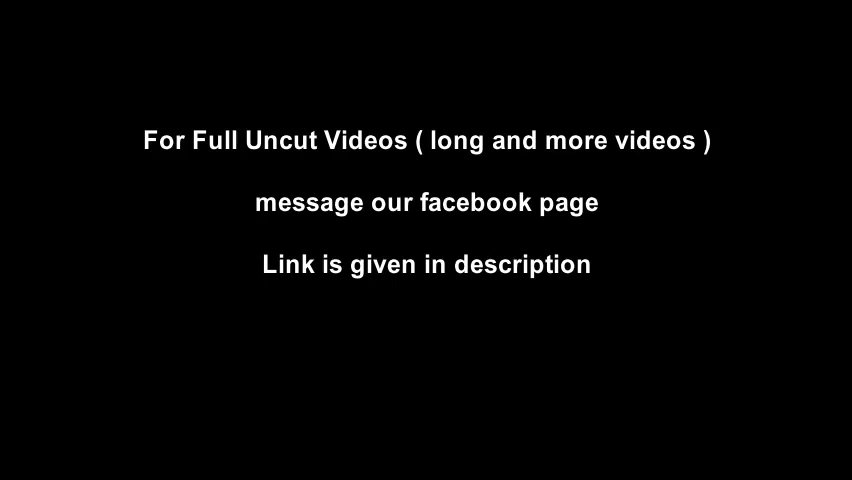 For Full Uncut Videos ( long and more videos )
message our facebook page
Link is given in description